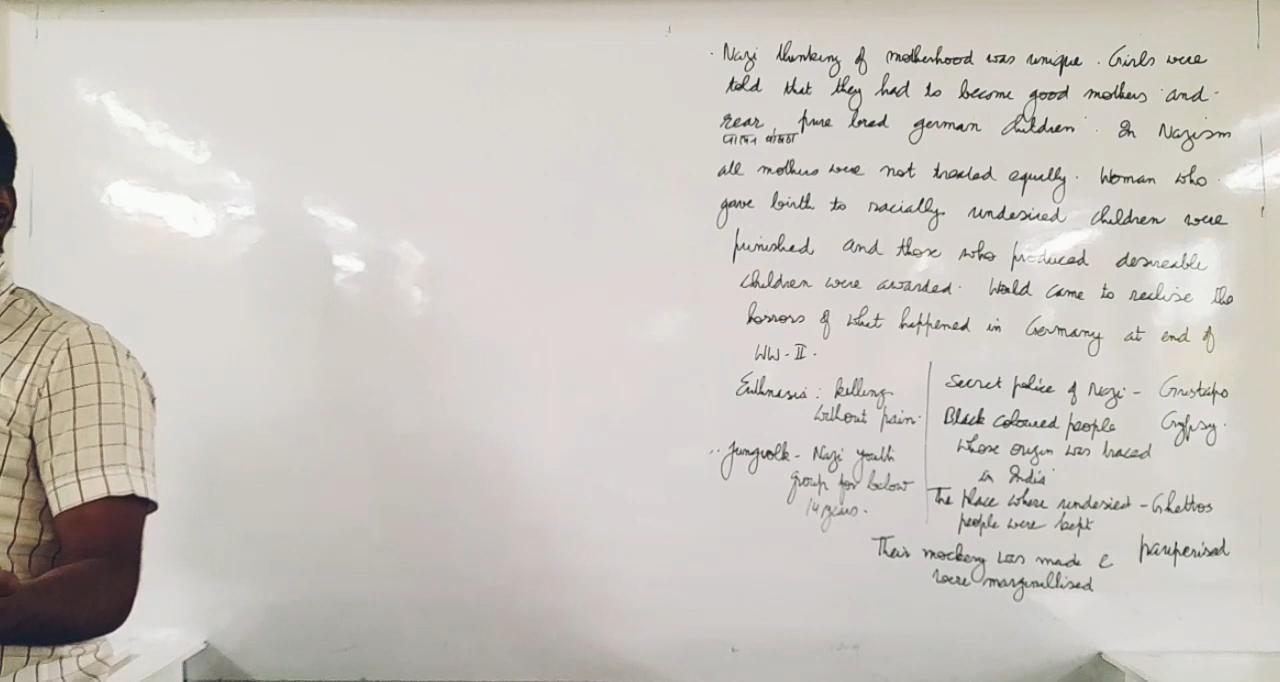 · Nazi thinking of motherhood was unique. Girls were
told that they had to become good mothers and
rear pure bred german children. In Nazism
पालन पोषण
all mothers were not treated equally. Woman who
gave birth to racially undesired children were
punished and those who produced desireable
children were awarded. World came to realise the
horrors of what happened in Germany at end of
WW-II.
Euthnasia : killing
without pain.
Jungvolk - Nazi youth
group for below
14 years.
Secret police of Nazi - Gustapo
Black coloured people Gypsy.
whose origin was traced
in India
The place where undesired - Ghettos
people were kept
Their mockery was made & pauperised
were marginallised